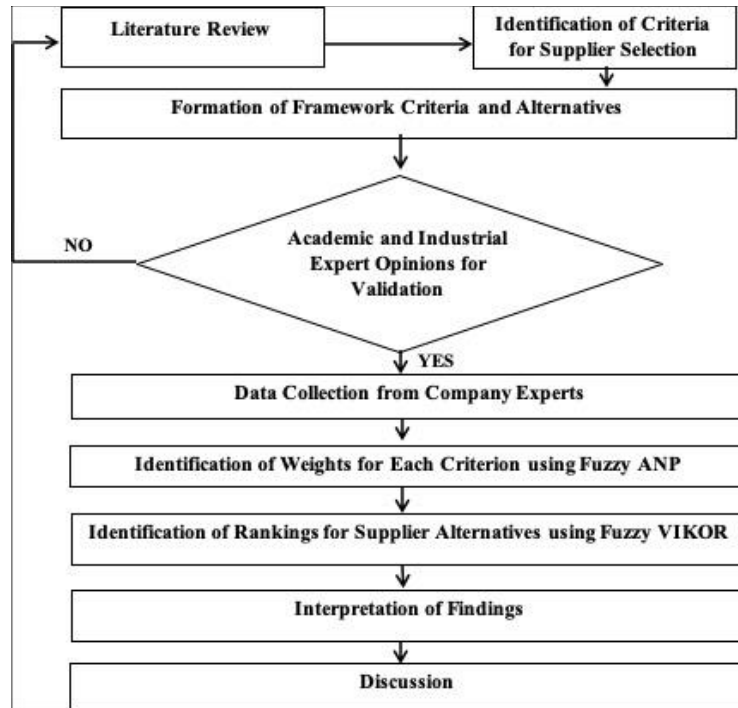 Literature Review
Identification of Criteria
for Supplier Selection
Formation of Framework Criteria and Alternatives
Academic and Industrial
Expert Opinions for
Validation
NO
YES
Data Collection from Company Experts
Identification of Weights for Each Criterion using Fuzzy ANP
Identification of Rankings for Supplier Alternatives using Fuzzy VIKOR
Interpretation of Findings
Discussion